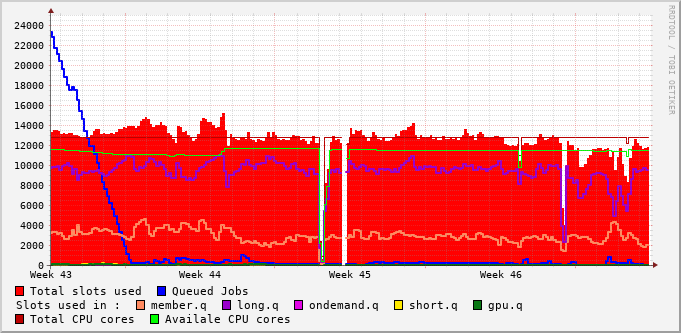 24000
22000
20000
18000
16000
14000
12000
10000
8000
6000
4000
2000
0
Week 43 Week 44 Week 45 Week 46
Total slots used Queued Jobs
Slots used in : member.q long.q ondemand.q short.q gpu.q
Total CPU cores Availale CPU cores
RRDTOOL / TOBI OETIKER